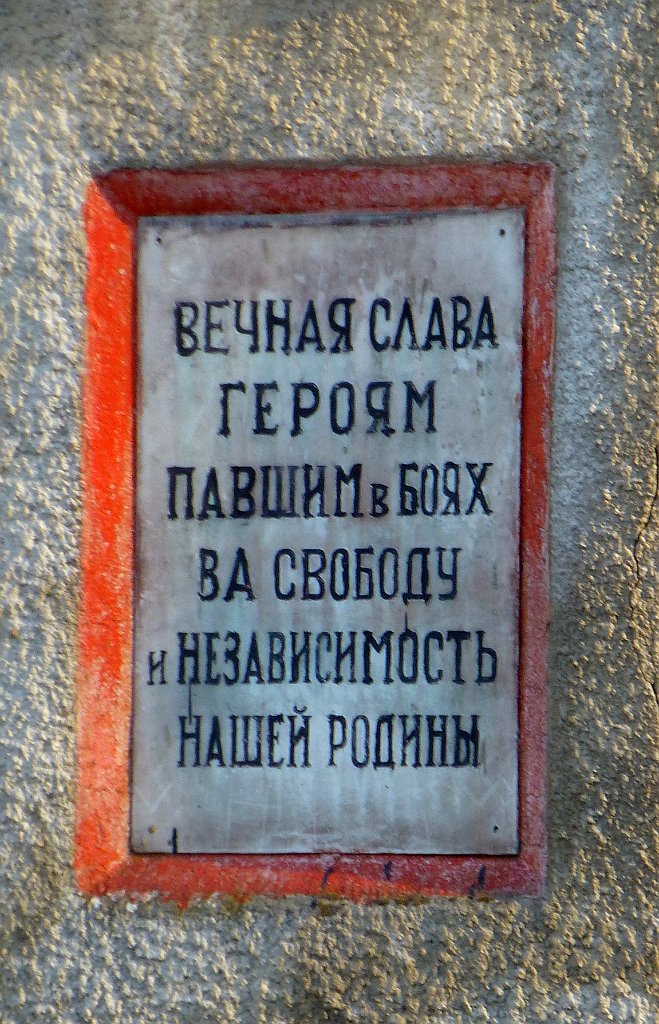 ВЕЧНАЯ СЛАВА
ГЕРОЯМ
ПАВШИМ в БОЯХ
ВА СВОБОДУ
и НЕЗАВИСИМОСТЬ
НАШЕЙ РОДИНЫ